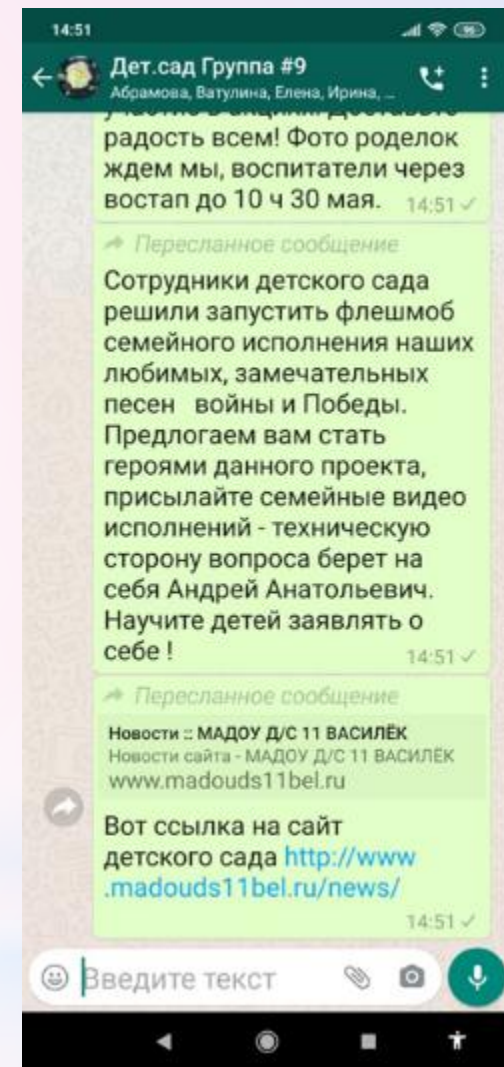 14:51
96
Дет.сад Группа #9
Абрамова, Ватулина, Елена, Ирина, ...
радость всем! Фото роделок
ждем мы, воспитатели через
востап до 10 ч 30 мая. 14:51
Пересланное сообщение
Сотрудники детского сада
решили запустить флешмоб
семейного исполнения наших
любимых, замечательных
песен войны и Победы.
Предлогаем вам стать
героями данного проекта,
присылайте семейные видео
исполнений - техническую
сторону вопроса берет на
себя Андрей Анатольевич.
Научите детей заявлять о
себе ! 14:51
Пересланное сообщение
Новости :: МАДОУ Д/С 11 ВАСИЛЁК
Новости сайта - МАДОУ Д/С 11 ВАСИЛЁК
www.madouds11bel.ru
Вот ссылка на сайт
детского сада http://www
.madouds11bel.ru/news/
14:51
Введите текст